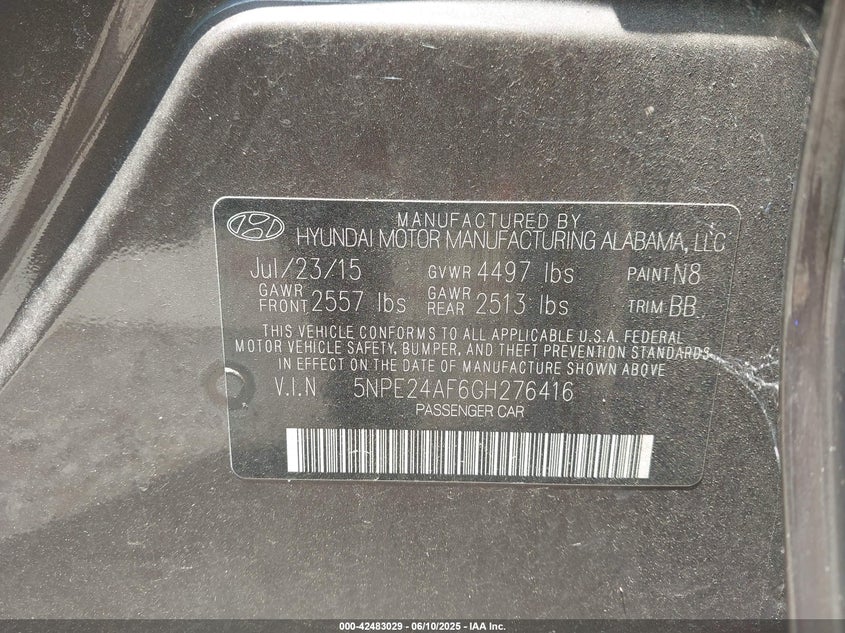 MANUFACTURED BY
HYUNDAI MOTOR MANUFACTURING ALABAMA, LLC
Jul/23/15 GVWR 4497 lbs PAINT N8
GAWR FRONT 2557 lbs GAWR REAR 2513 lbs TRIM BB
THIS VEHICLE CONFORMS TO ALL APPLICABLE U.S.A. FEDERAL
MOTOR VEHICLE SAFETY, BUMPER, AND THEFT PREVENTION STANDARDS
IN EFFECT ON THE DATE OF MANUFACTURE SHOWN ABOVE.
V.I.N 5NPE24AF6GH276416
PASSENGER CAR
000-42483029 - 06/10/2025 - IAA Inc.